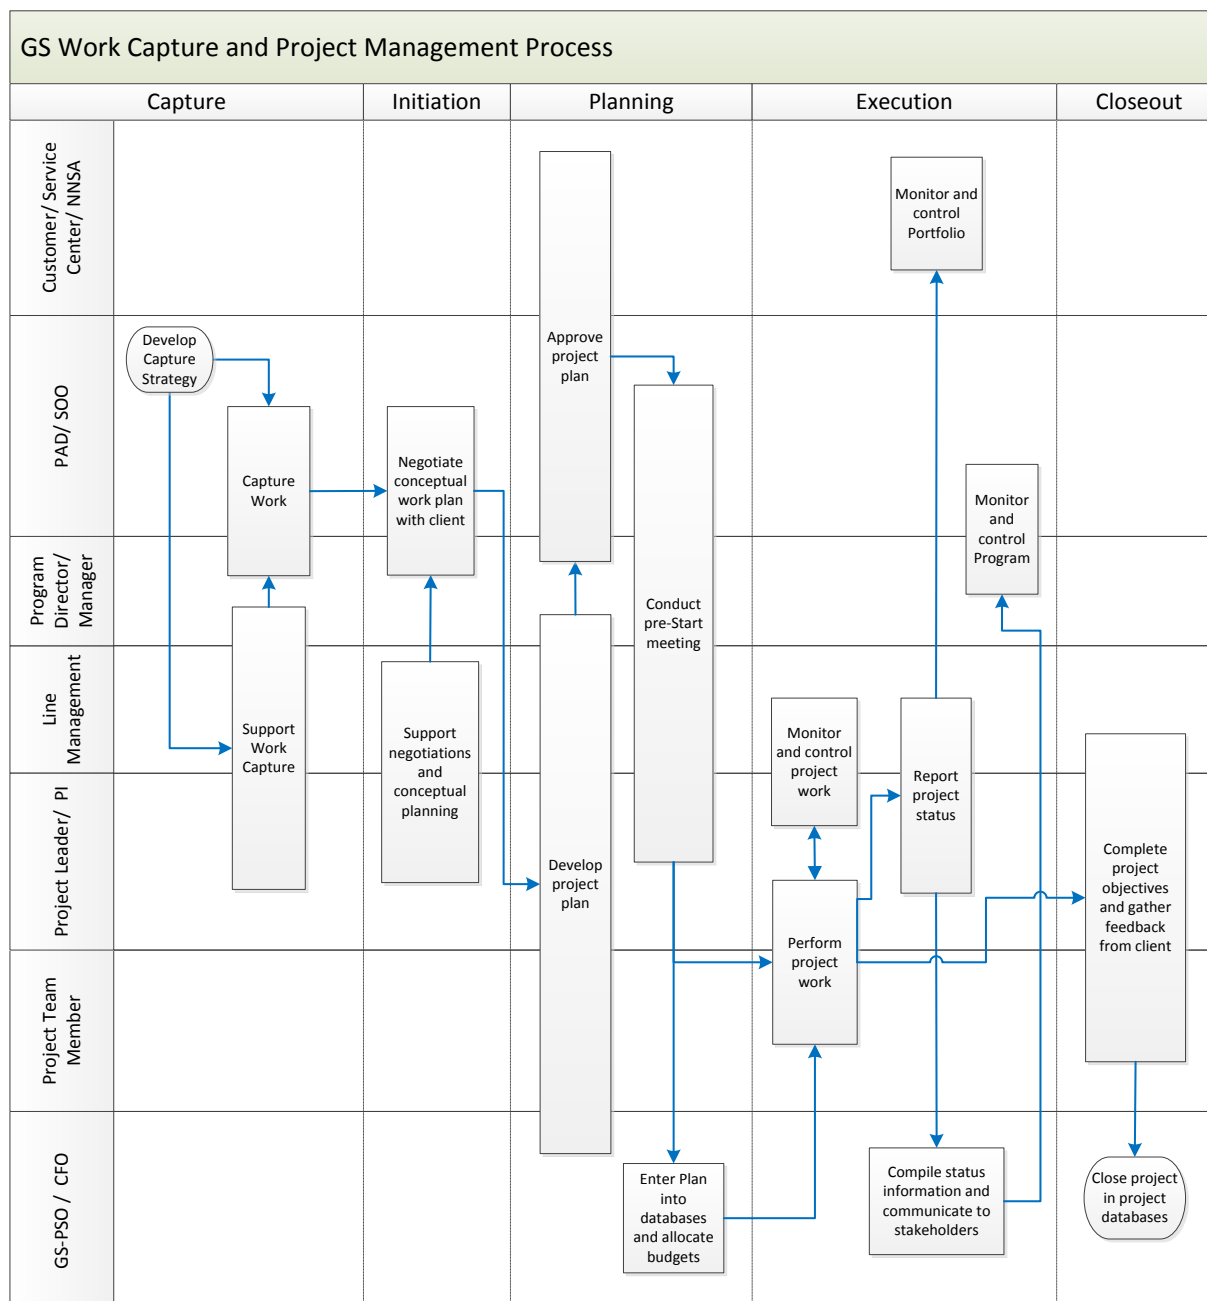 GS Work Capture and Project Management Process
Capture
Initiation
Planning
Execution
Closeout
Customer/ Service
Center/ NNSA
Monitor and
control
Portfolio
PAD/ SOO
Develop
Capture
Strategy
Approve
project
plan
Capture
Work
Negotiate
conceptual
work plan
with client
Monitor
and
control
Program
Program
Director/
Manager
Conduct
pre-Start
meeting
Line
Management
Support
Work
Capture
Support
negotiations
and
conceptual
planning
Monitor
and control
project
work
Report
project
status
Project Leader/ PI
Develop
project
plan
Complete
project
objectives
and gather
feedback
from client
Perform
project
work
Project Team
Member
GS-PSO / CFO
Enter Plan
into
databases
and allocate
budgets
Compile status
information and
communicate to
stakeholders
Close project
in project
databases